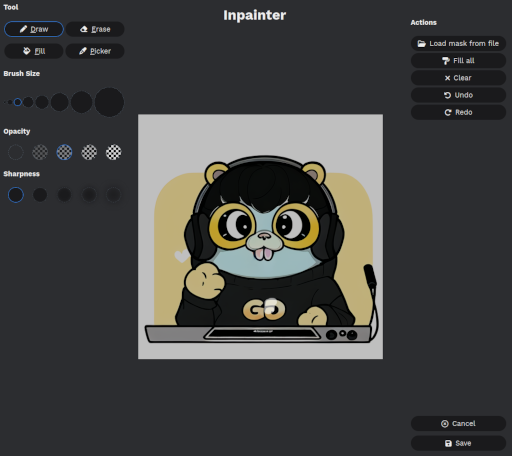 Tool
Inpainter
Draw
Erase
Fill
Picker
Brush Size
Opacity
Sharpness
Actions
Load mask from file
Fill all
Clear
Undo
Redo
GD
Cancel
Save